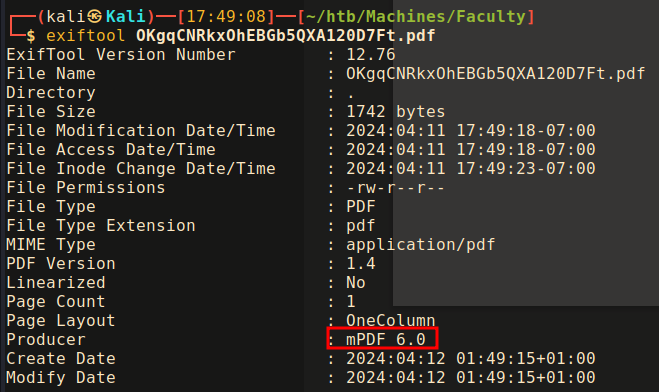 ┌──(kali㉿Kali)-[17:49:08]-[~/htb/Machines/Faculty]
└─$ exiftool OKgqCNRkxOhEBGb5QXA120D7Ft.pdf
ExifTool Version Number : 12.76
File Name : OKgqCNRkxOhEBGb5QXA120D7Ft.pdf
Directory : .
File Size : 1742 bytes
File Modification Date/Time : 2024:04:11 17:49:18-07:00
File Access Date/Time : 2024:04:11 17:49:18-07:00
File Inode Change Date/Time : 2024:04:11 17:49:23-07:00
File Permissions : -rw-r--r--
File Type : PDF
File Type Extension : pdf
MIME Type : application/pdf
PDF Version : 1.4
Linearized : No
Page Count : 1
Page Layout : OneColumn
Producer : mPDF 6.0
Create Date : 2024:04:12 01:49:15+01:00
Modify Date : 2024:04:12 01:49:15+01:00